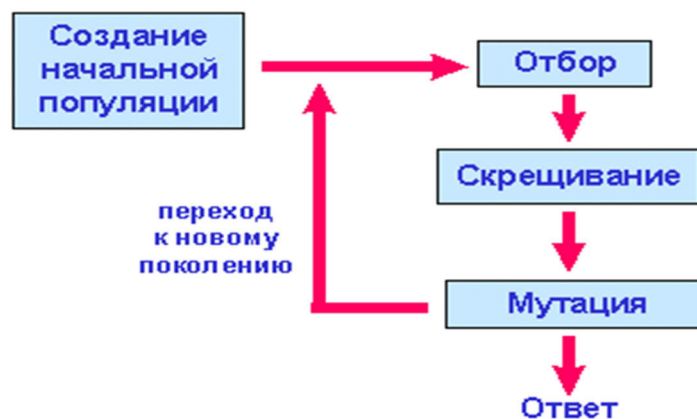 Создание
начальной
популяции
Отбор
Скрещивание
переход
к новому
поколению
Мутация
Ответ